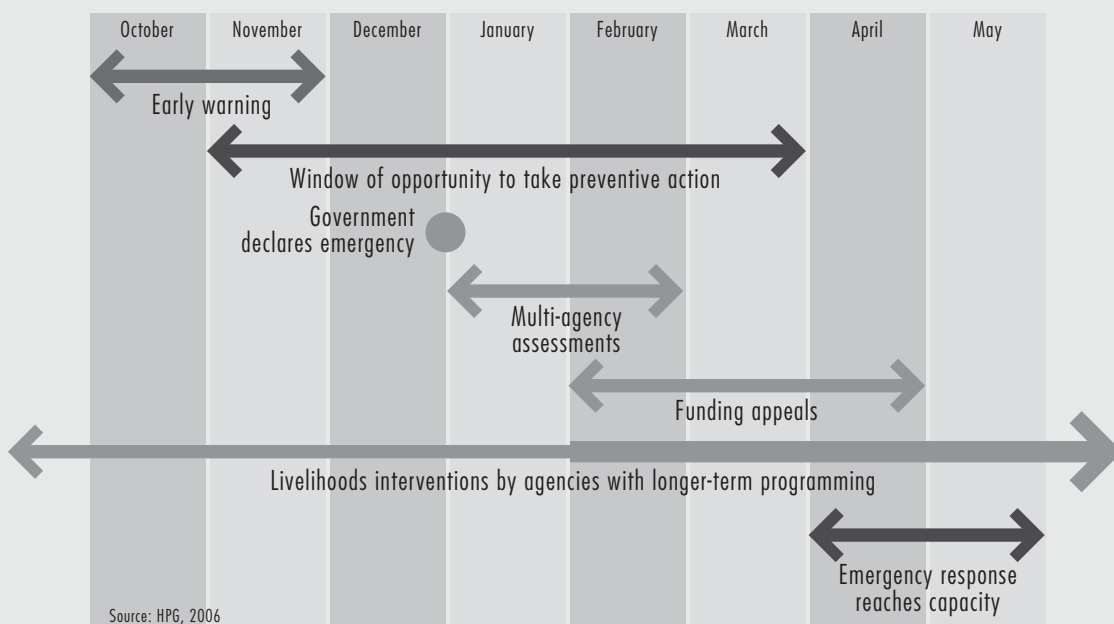 October November December January February March April May
Early warning
Window of opportunity to take preventive action
Government
declares emergency
Multi-agency
assessments
Funding appeals
Livelihoods interventions by agencies with longer-term programming
Emergency response
reaches capacity
Source: HPG, 2006